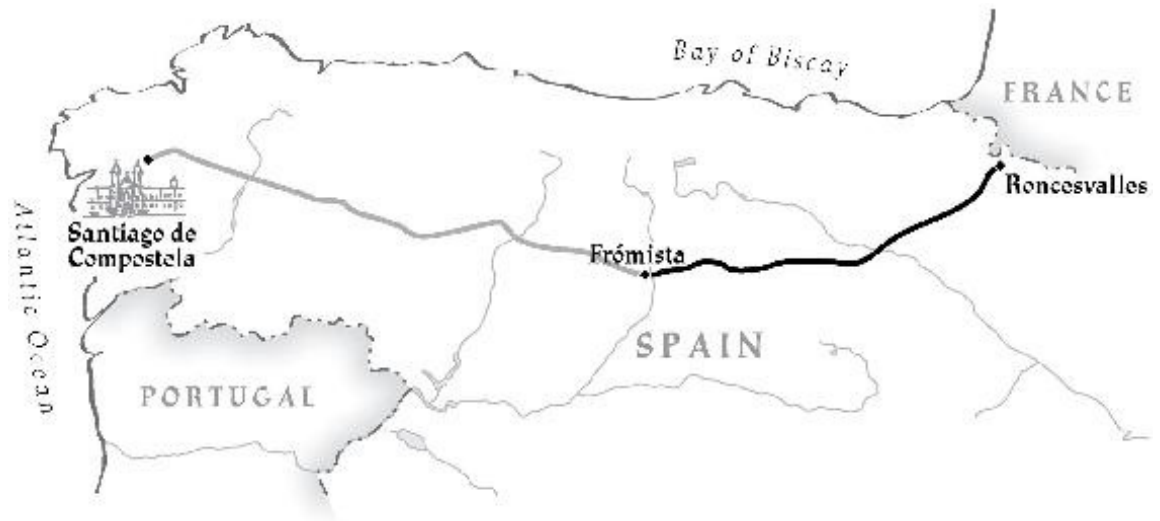 Bay of Biscay
FRANCE
Roncesvalles
Santiago de
Compostela
Frómista
Atlantic Ocean
SPAIN
PORTUGAL